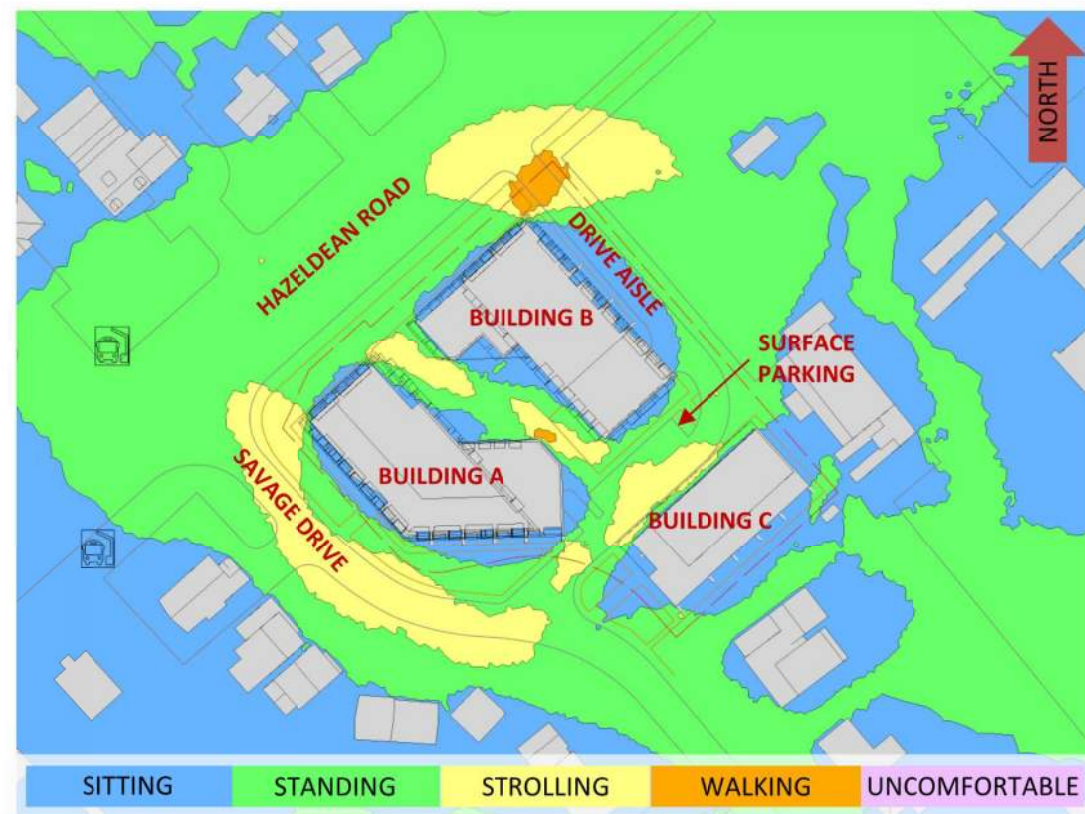 NORTH
HAZELDEAN ROAD
DRIVE AISLE
BUILDING B
SURFACE
PARKING
SAVAGE DRIVE
BUILDING A
BUILDING C
SITTING
STANDING
STROLLING
WALKING
UNCOMFORTABLE